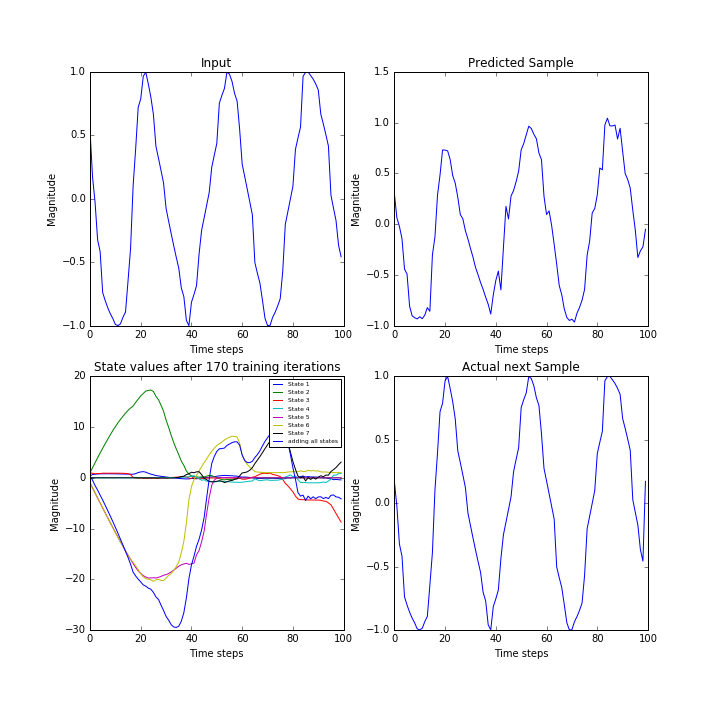 Input
Magnitude
1.0
0.5
0.0
−0.5
−1.0
0 20 40 60 80 100
Time steps
Predicted Sample
Magnitude
1.5
1.0
0.5
0.0
−0.5
−1.0
0 20 40 60 80 100
Time steps
State values after 170 training iterations
Magnitude
20
10
0
−10
−20
−30
State 1
State 2
State 3
State 4
State 5
State 6
State 7
adding all states
0 20 40 60 80 100
Time steps
Actual next Sample
Magnitude
1.0
0.5
0.0
−0.5
−1.0
0 20 40 60 80 100
Time steps